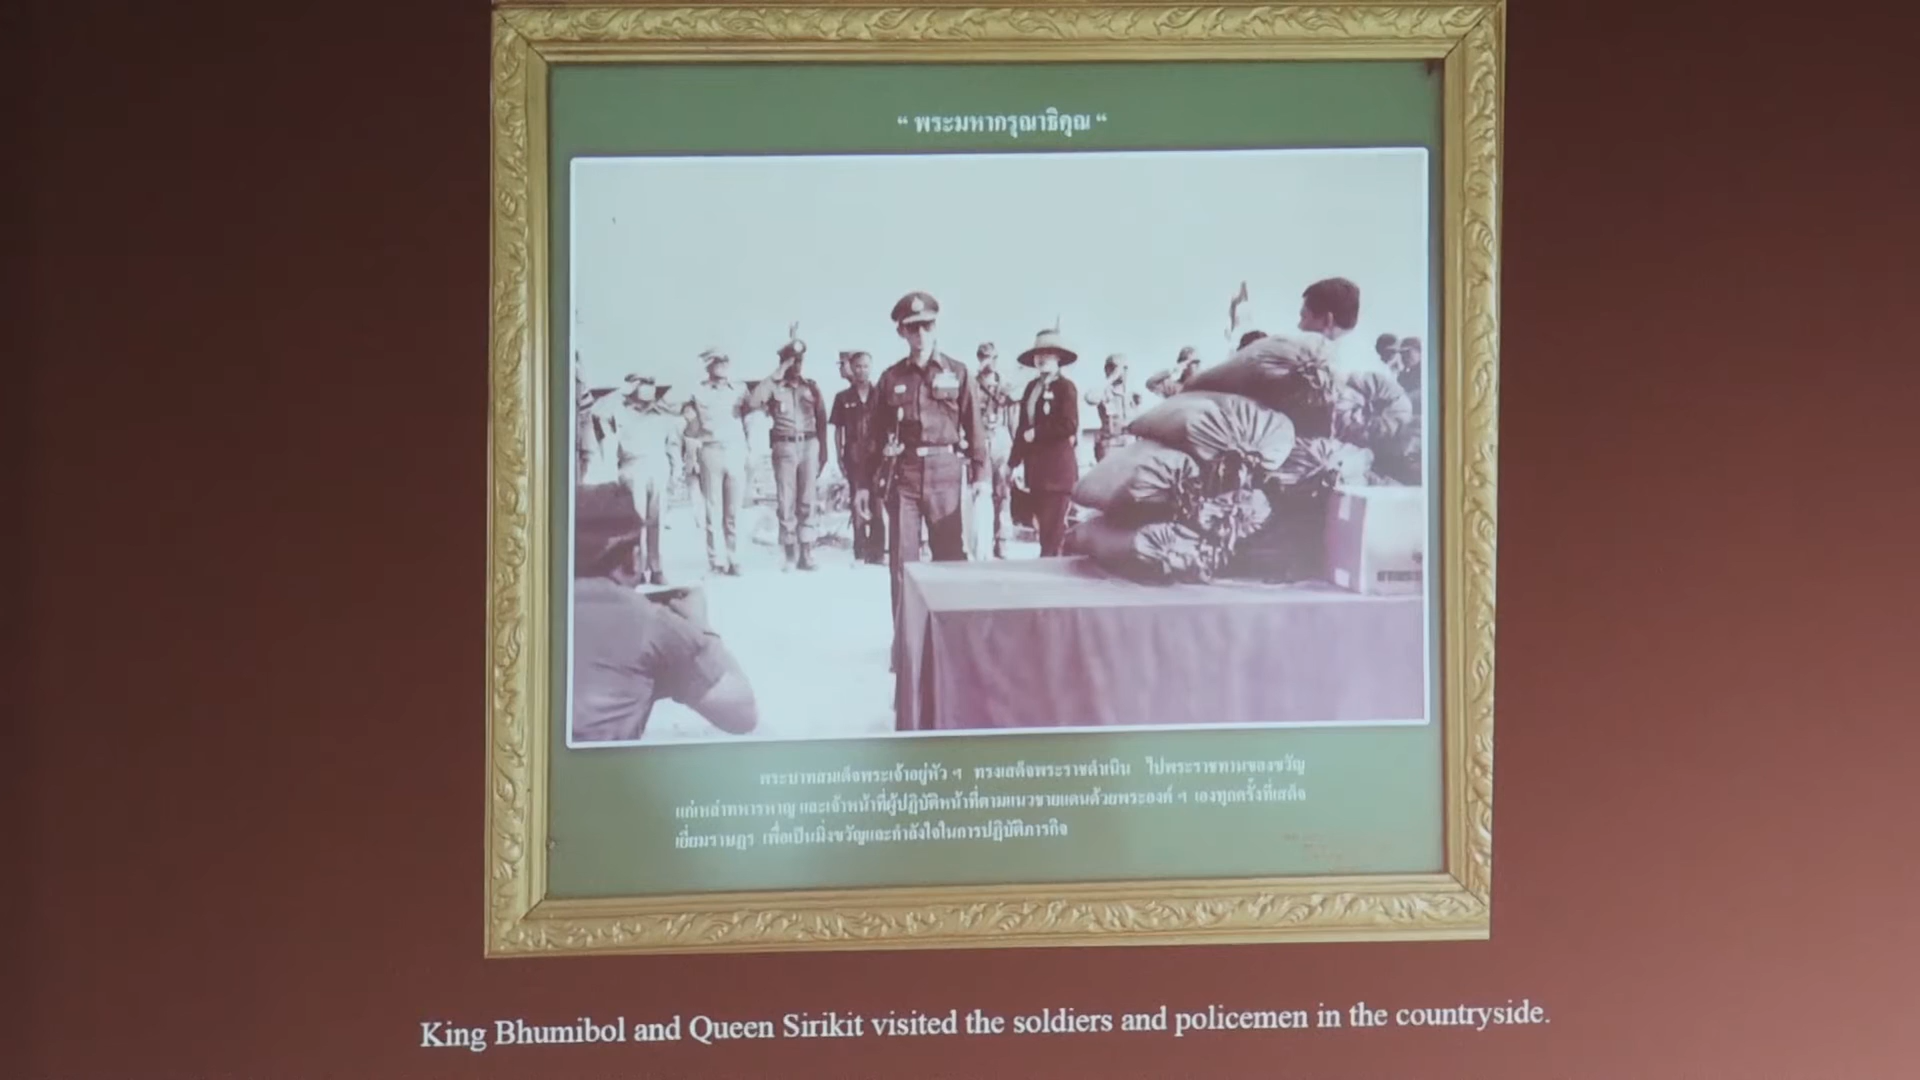 “ พระมหากรุณาธิคุณ “
พระบาทสมเด็จพระเจ้าอยู่หัว ฯ ทรงเสด็จพระราชดำเนิน ไปพระราชทานของขวัญ
แก่เหล่าทหารหาญ และเจ้าหน้าที่ผู้ปฏิบัติหน้าที่ตามแนวชายแดนด้วยพระองค์ ฯ เองทุกครั้งที่เสด็จ
เยี่ยมราษฎร เพื่อเป็นมิ่งขวัญและกำลังใจในการปฏิบัติภารกิจ
King Bhumibol and Queen Sirikit visited the soldiers and policemen in the countryside.